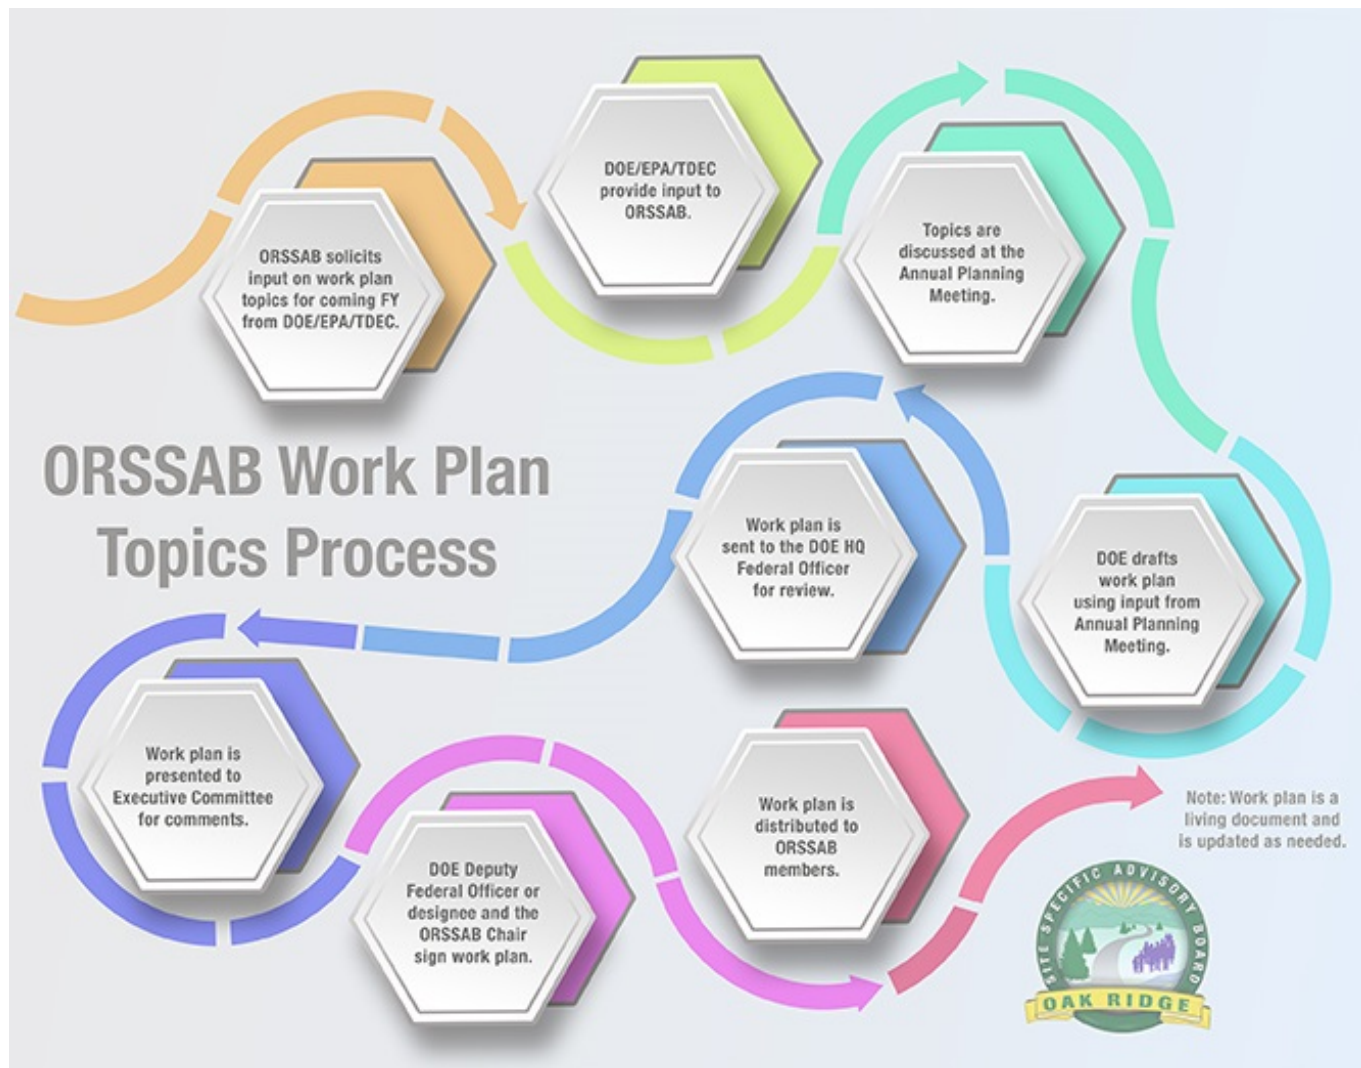 ORSSAB solicits
input on work plan
topics for coming FY
from DOE/EPA/TDEC.
DOE/EPA/TDEC
provide input to
ORSSAB.
Topics are
discussed at the
Annual Planning
Meeting.
ORSSAB Work Plan
Topics Process
DOE drafts
work plan
using input from
Annual Planning
Meeting.
Work plan is
sent to the DOE HQ
Federal Officer
for review.
Work plan is
presented to
Executive Committee
for comments.
DOE Deputy
Federal Officer or
designee and the
ORSSAB Chair
sign work plan.
Work plan is
distributed to
ORSSAB
members.
Note: Work plan is a
living document and
is updated as needed.
SITE SPECIFIC ADVISORY BOARD
OAK RIDGE